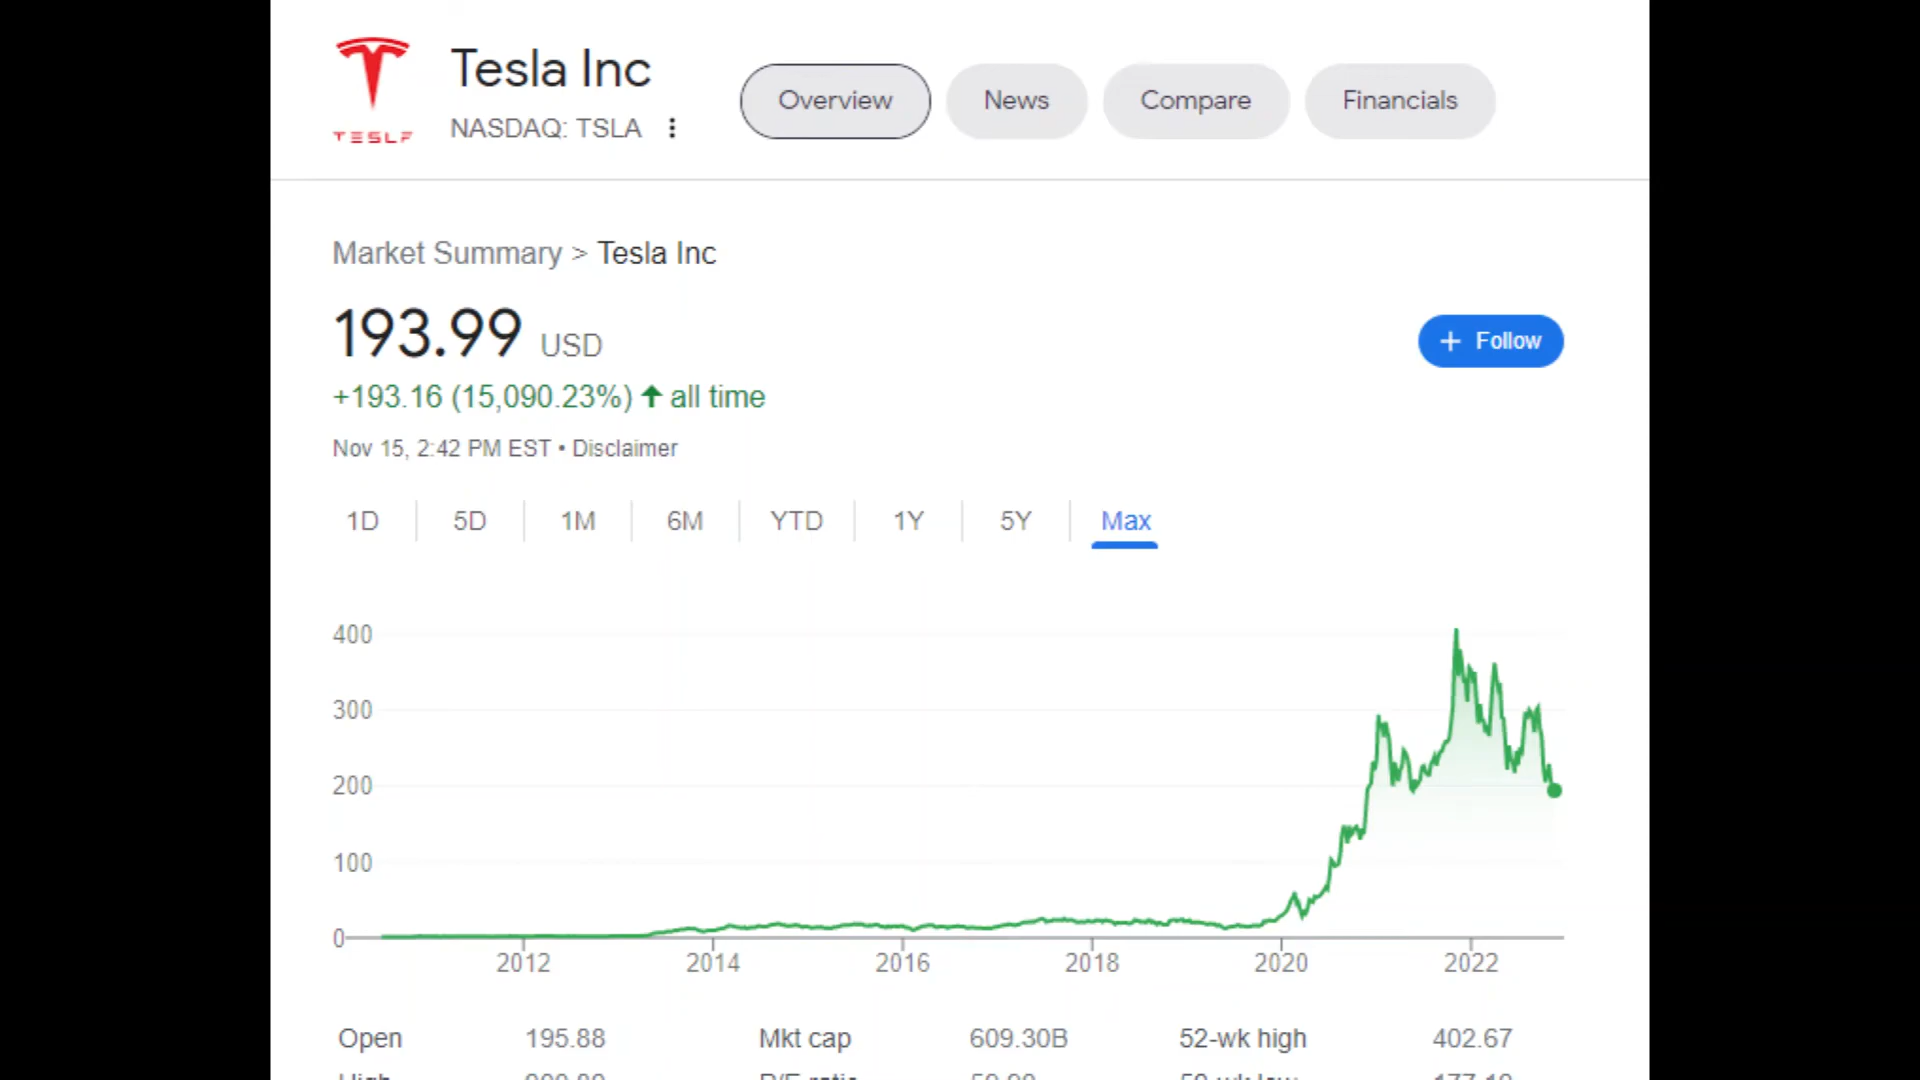 Tesla Inc
NASDAQ: TSLA
TESLA
Overview
News
Compare
Financials
Market Summary > Tesla Inc
193.99 USD
+ Follow
+193.16 (15,090.23%) all time
Nov 15, 2:42 PM EST • Disclaimer
1D 5D 1M 6M YTD 1Y 5Y Max
400
300
200
100
0
2012 2014 2016 2018 2020 2022
Open 195.88 Mkt cap 609.30B 52-wk high 402.67